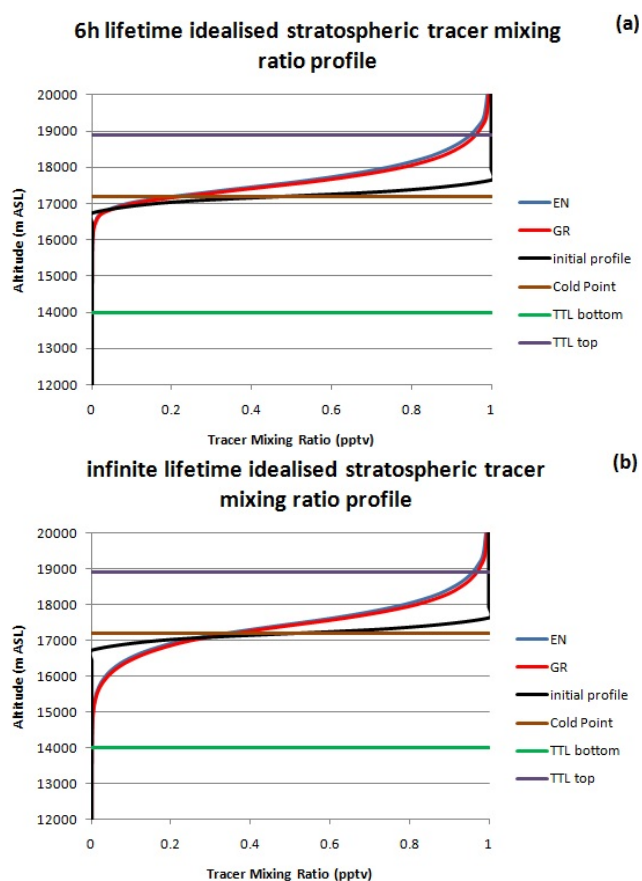 6h lifetime idealised stratospheric tracer mixing
ratio profile
(a)
20000
19000
18000
17000
16000
15000
14000
13000
12000
Altitude (m ASL)
0 0.2 0.4 0.6 0.8 1
Tracer Mixing Ratio (pptv)
EN
GR
initial profile
Cold Point
TTL bottom
TTL top
infinite lifetime idealised stratospheric tracer
mixing ratio profile
(b)
20000
19000
18000
17000
16000
15000
14000
13000
12000
Altitude (m ASL)
0 0.2 0.4 0.6 0.8 1
Tracer Mixing Ratio (pptv)
EN
GR
initial profile
Cold Point
TTL bottom
TTL top